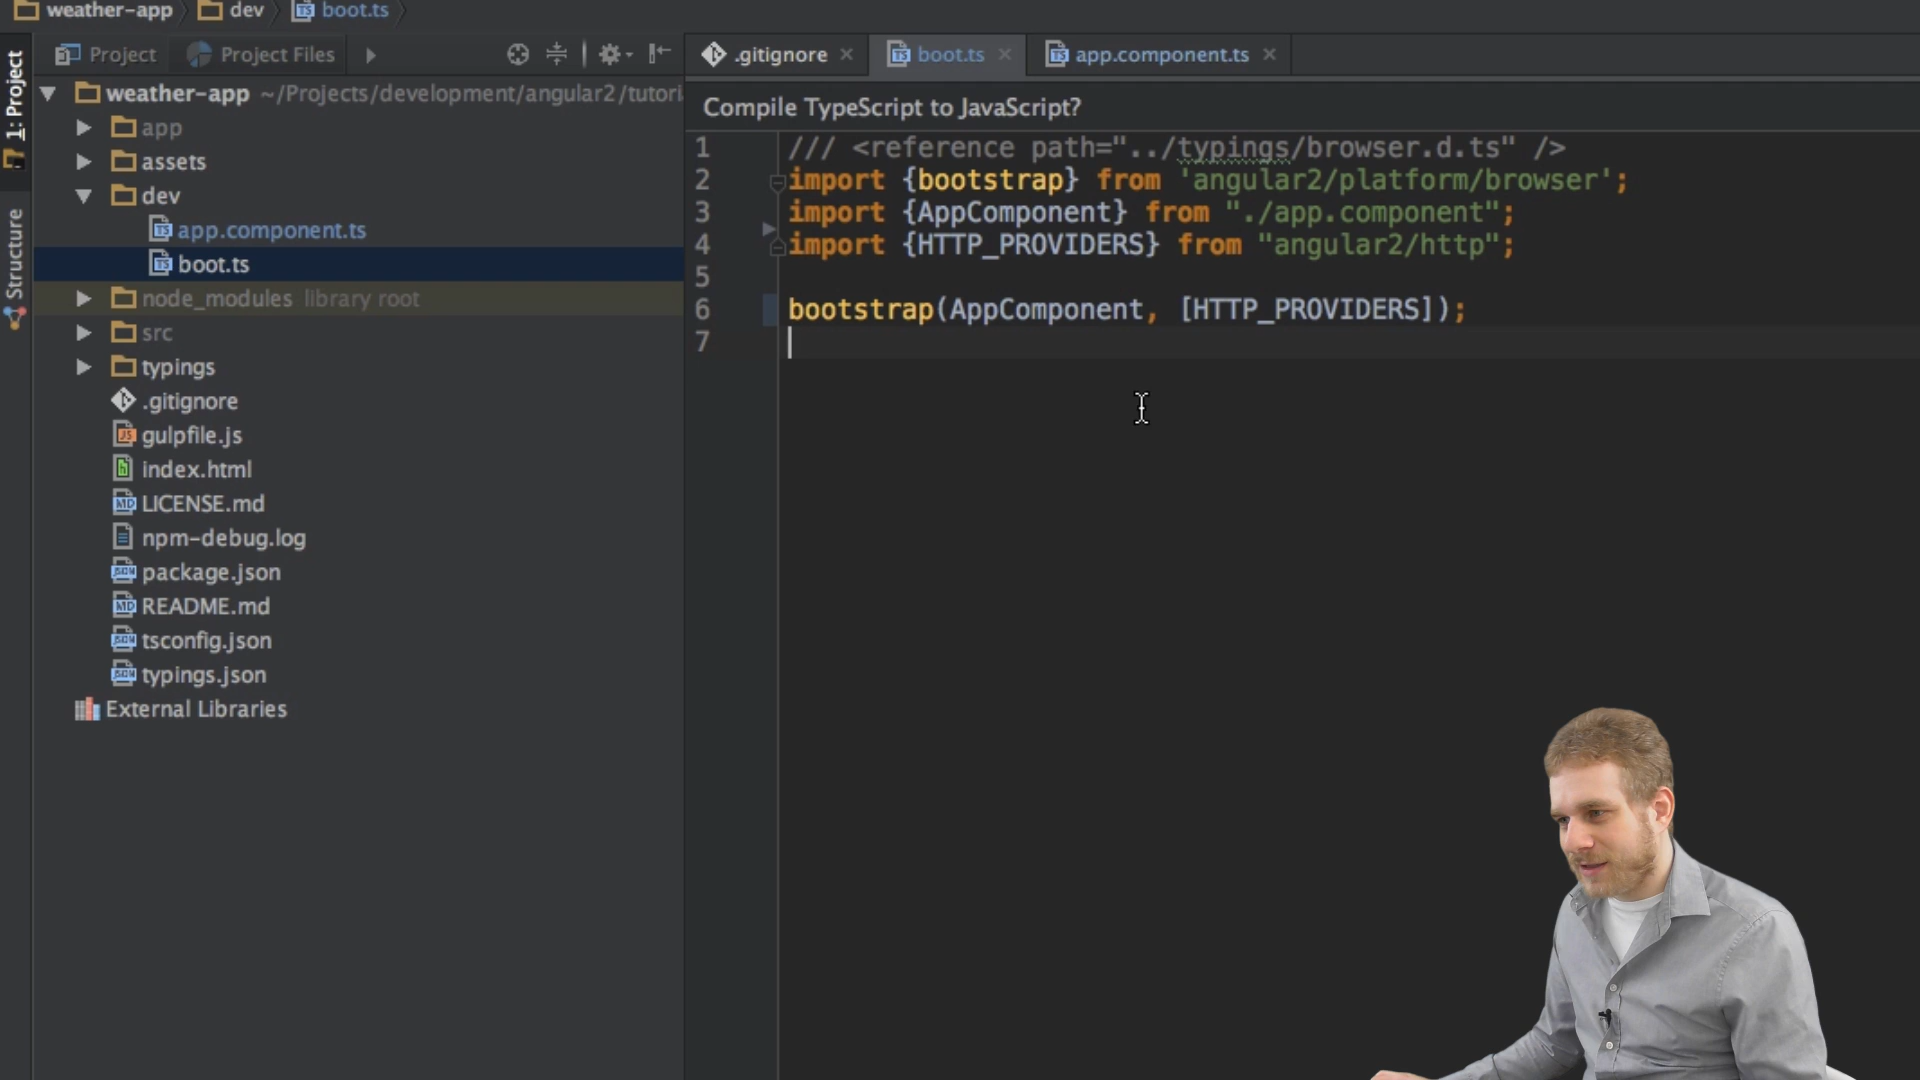 weather-app dev boot.ts
1: Project
Structure
Project Project Files
.gitignore boot.ts app.component.ts
weather-app ~/Projects/development/angular2/tutori
app
assets
dev
app.component.ts
boot.ts
node_modules library root
src
typings
.gitignore
gulpfile.js
index.html
LICENSE.md
npm-debug.log
package.json
README.md
tsconfig.json
typings.json
External Libraries
Compile TypeScript to JavaScript?
1 /// <reference path="../typings/browser.d.ts" />
2 import {bootstrap} from 'angular2/platform/browser';
3 import {AppComponent} from "./app.component";
4 import {HTTP_PROVIDERS} from "angular2/http";
5
6 bootstrap(AppComponent, [HTTP_PROVIDERS]);
7